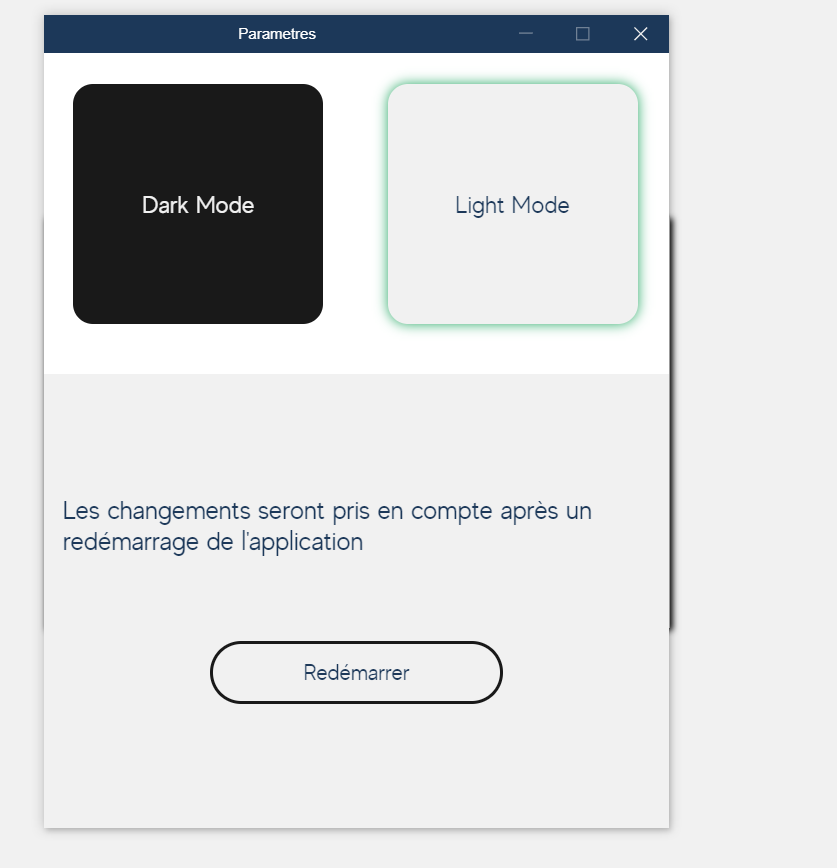 Parametres
Dark Mode
Light Mode
Les changements seront pris en compte après un
redémarrage de l'application
Redémarrer